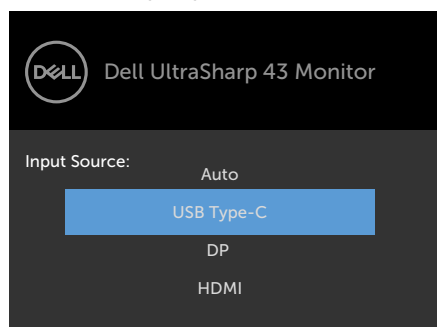 DELL Dell UltraSharp 43 Monitor
Input Source:
Auto
USB Type-C
DP
HDMI